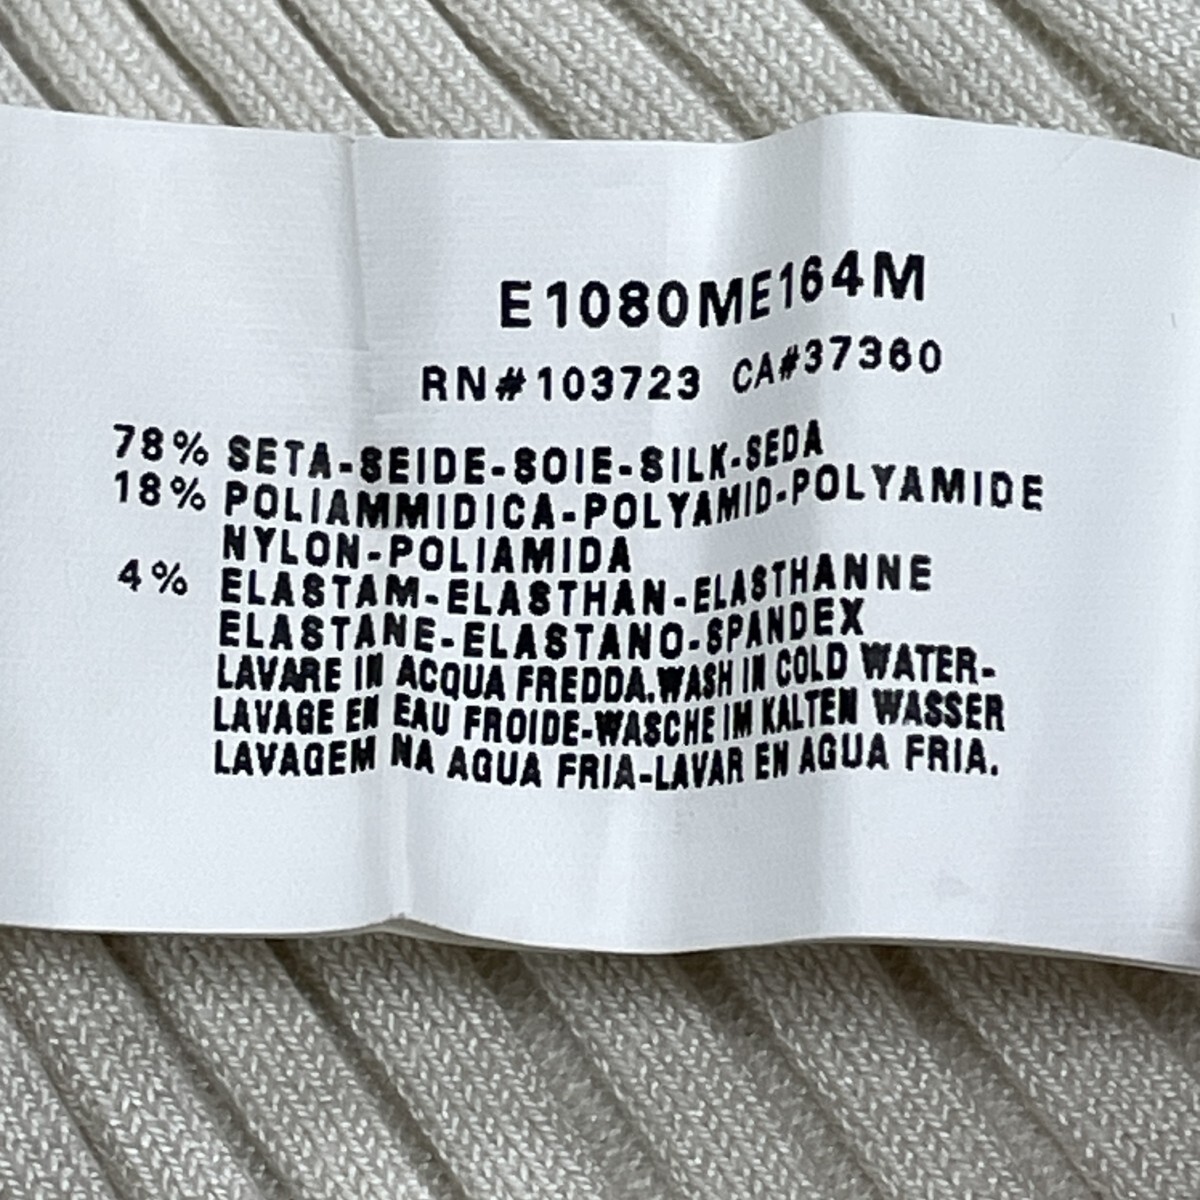 E1080ME164M
RN#103723 CA#37360
78% SETA-SEIDE-SOIE-SILK-SEDA
18% POLIAMMIDICA-POLYAMID-POLYAMIDE
NYLON-POLIAMIDA
4% ELASTAM-ELASTHAN-ELASTHANNE
ELASTANE-ELASTANO-SPANDEX
LAVARE IN ACQUA FREDDA.WASH IN COLD WATER-
LAVAGE EN EAU FROIDE-WASCHE IM KALTEN WASSER
LAVAGEM NA AGUA FRIA-LAVAR EN AGUA FRIA.